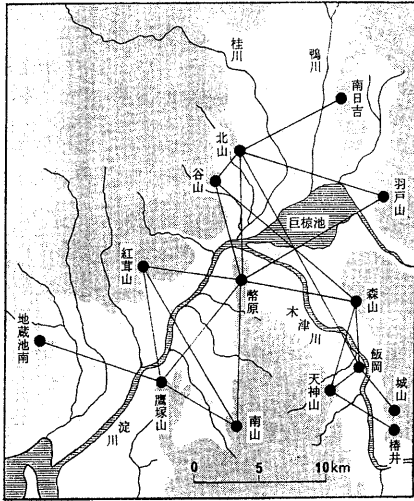 桂川
鴨川
南日吉
北山
谷山
羽戸山
巨椋池
紅茸山
幣原
森山
木津川
地蔵池南
飯岡
天神山
城山
鷹塚山
椿井
淀川
南山
0 5 10km